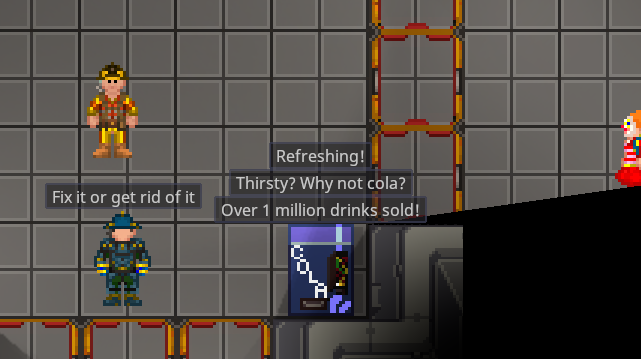 Refreshing!
Thirsty? Why not cola?
Fix it or get rid of it
Over 1 million drinks sold!
COLA